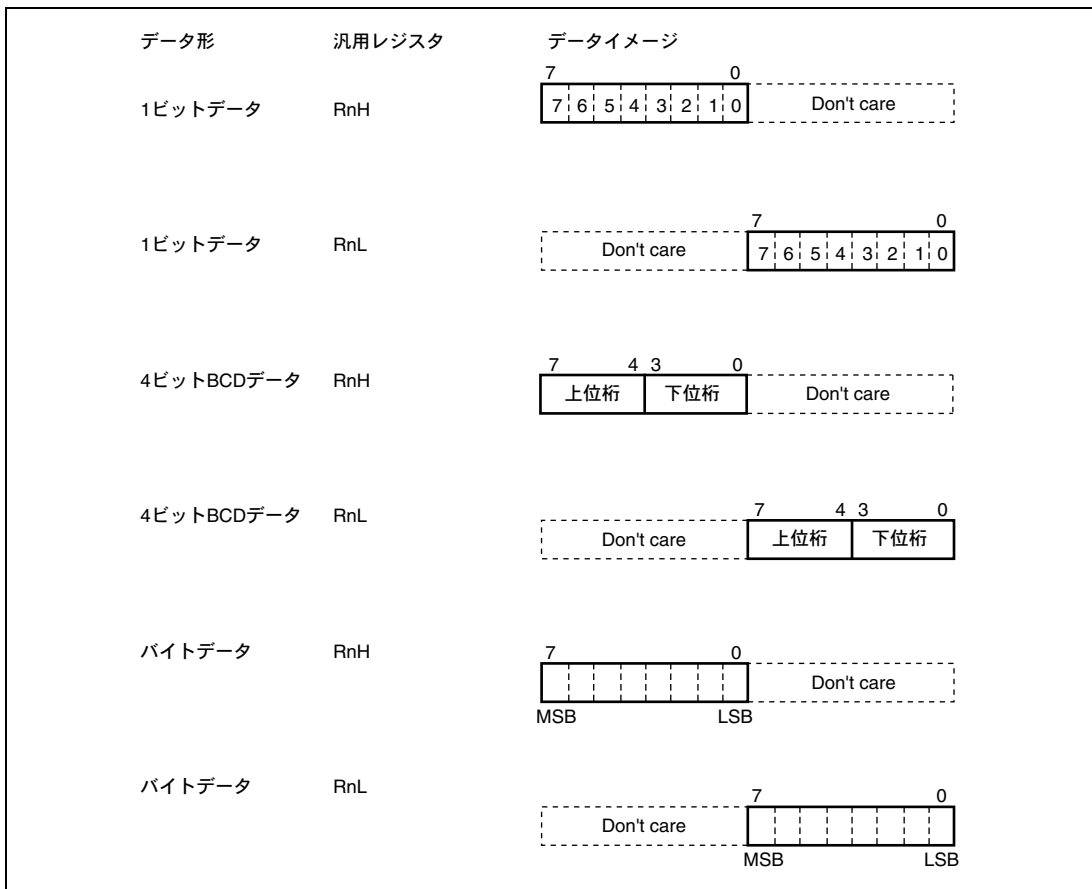 データ形 汎用レジスタ データイメージ
7 0
1ビットデータ RnH 7 6 5 4 3 2 1 0 Don't care
7 0
1ビットデータ RnL Don't care 7 6 5 4 3 2 1 0
7 4 3 0
4ビットBCDデータ RnH 上位桁 下位桁 Don't care
7 4 3 0
4ビットBCDデータ RnL Don't care 上位桁 下位桁
バイトデータ RnH 7 0
Don't care
MSB LSB
バイトデータ RnL 7 0
Don't care
MSB LSB